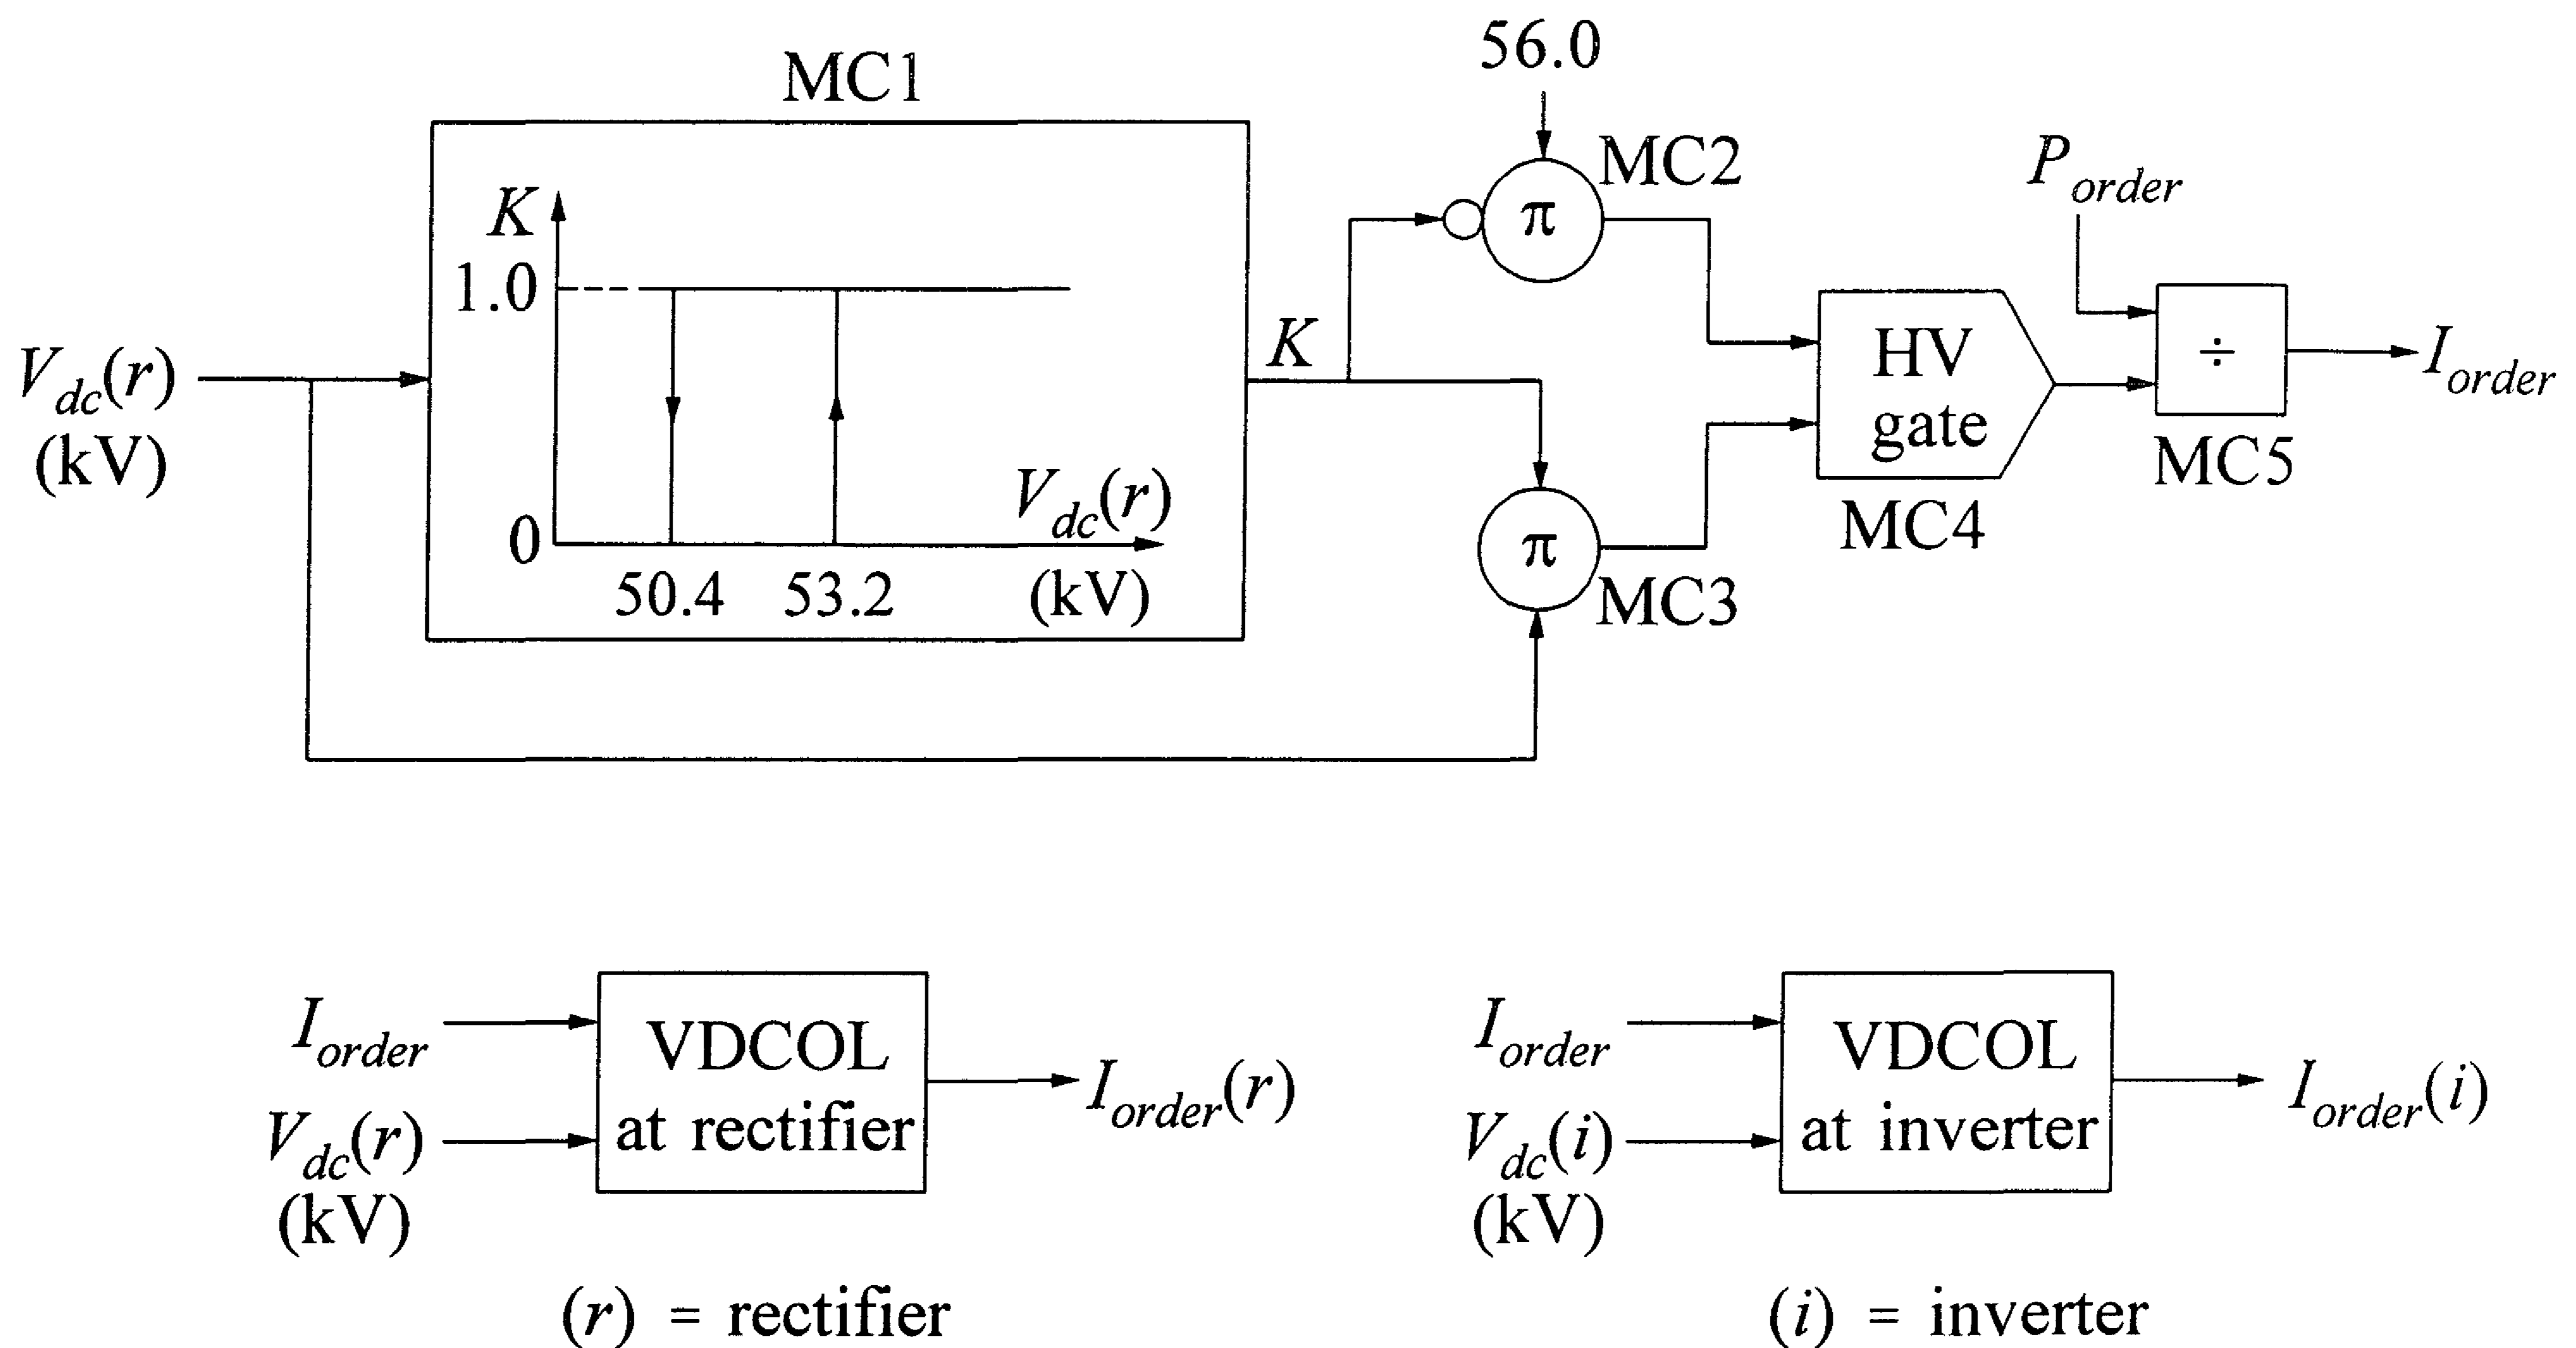 56.0
MC1
MC2
π
P_order
K
1.0
0
50.4
53.2
V_dc(r)
(kV)
V_dc(r)
(kV)
K
HV
gate
MC4
÷
MC5
I_order
π
MC3
I_order
V_dc(r)
(kV)
VDCOL
at rectifier
I_order(r)
(r) = rectifier
I_order
V_dc(i)
(kV)
VDCOL
at inverter
I_order(i)
(i) = inverter